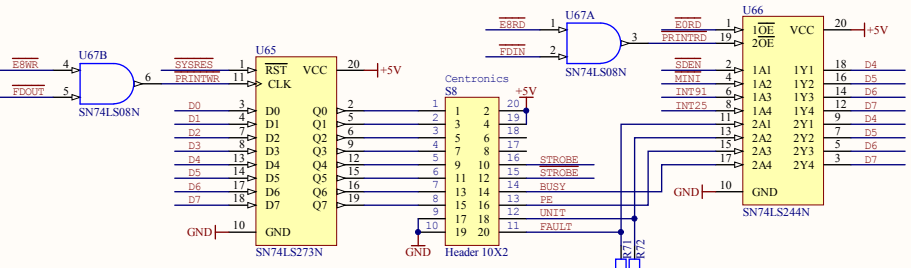 U67A
U66
E8RD 1
FDIN 2
3 PRINTRD
SN74LS08N
E0RD 1 1OE VCC 20 +5V
19 2OE
U67B
E8WR 4
FDOUT 5
6
SN74LS08N
U65
SYSRES 1 RST VCC 20 +5V
PRINTWR 11 CLK
D0 3 D0 Q0 2
D1 4 D1 Q1 5
D2 7 D2 Q2 6
D3 8 D3 Q3 9
D4 13 D4 Q4 12
D5 14 D5 Q5 15
D6 17 D6 Q6 16
D7 18 D7 Q7 19
GND 10 GND
SN74LS273N
Centronics
S8
+5V
1 1 2 20
2 3 4 19
3 5 6 18
4 7 8 17
5 9 10 16 STROBE
6 11 12 15 STROBE
7 13 14 14 BUSY
8 15 16 13 PE
9 17 18 12 UNIT
10 19 20 11 FAULT
GND
Header 10X2
R71
R72
SDEN 2 1A1 1Y1 18 D4
MINI 4 1A2 1Y2 16 D5
INT91 6 1A3 1Y3 14 D6
INT25 8 1A4 1Y4 12 D7
11 2A1 2Y1 9 D4
13 2A2 2Y2 7 D5
15 2A3 2Y3 5 D6
17 2A4 2Y4 3 D7
GND 10 GND
SN74LS244N